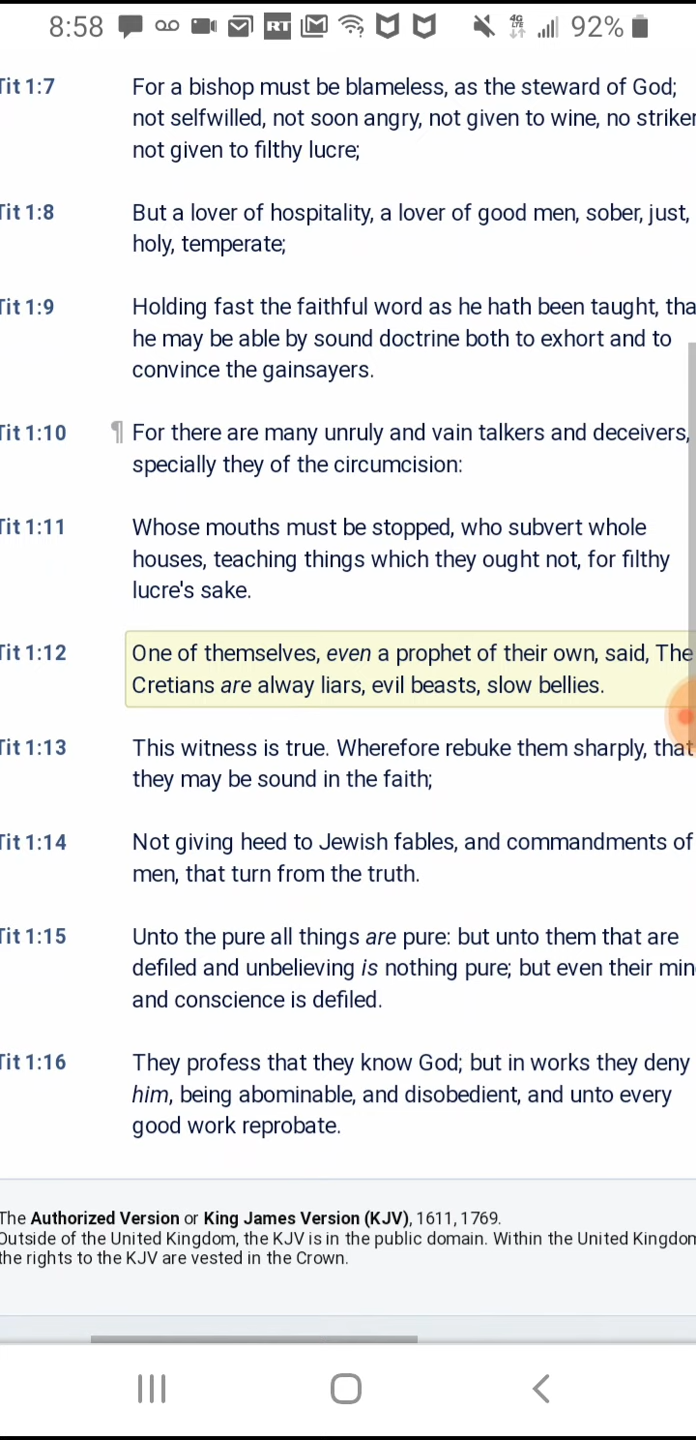 8:58 RT 4G LTE 92%
Tit 1:7 For a bishop must be blameless, as the steward of God;
not selfwilled, not soon angry, not given to wine, no striker
not given to filthy lucre;
Tit 1:8 But a lover of hospitality, a lover of good men, sober, just,
holy, temperate;
Tit 1:9 Holding fast the faithful word as he hath been taught, tha
he may be able by sound doctrine both to exhort and to
convince the gainsayers.
Tit 1:10 ¶ For there are many unruly and vain talkers and deceivers,
specially they of the circumcision:
Tit 1:11 Whose mouths must be stopped, who subvert whole
houses, teaching things which they ought not, for filthy
lucre's sake.
Tit 1:12 One of themselves, even a prophet of their own, said, The
Cretians are alway liars, evil beasts, slow bellies.
Tit 1:13 This witness is true. Wherefore rebuke them sharply, that
they may be sound in the faith;
Tit 1:14 Not giving heed to Jewish fables, and commandments of
men, that turn from the truth.
Tit 1:15 Unto the pure all things are pure: but unto them that are
defiled and unbelieving is nothing pure; but even their min
and conscience is defiled.
Tit 1:16 They profess that they know God; but in works they deny
him, being abominable, and disobedient, and unto every
good work reprobate.
The Authorized Version or King James Version (KJV), 1611, 1769.
Outside of the United Kingdom, the KJV is in the public domain. Within the United Kingdom
the rights to the KJV are vested in the Crown.